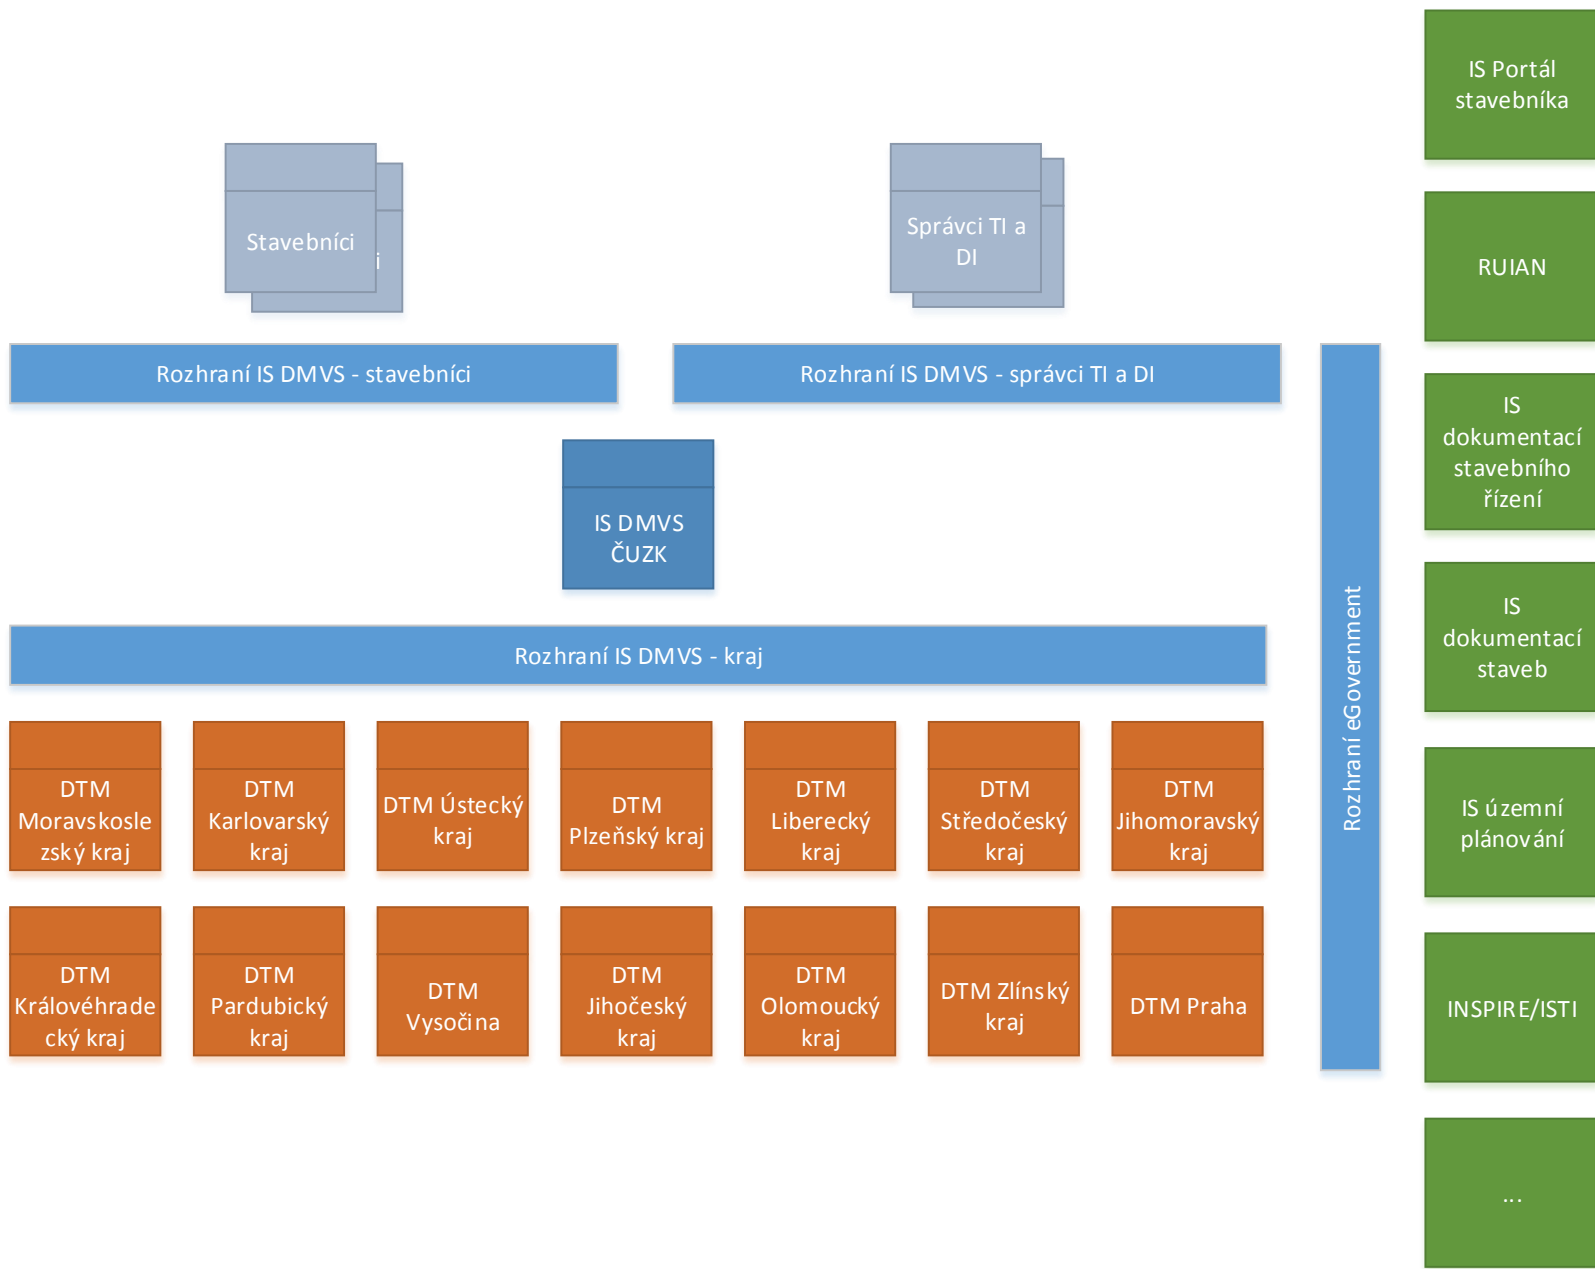 IS Portál
stavebníka
Stavebníci
i
Správci TI a
DI
RUIAN
Rozhraní IS DMVS - stavebníci
Rozhraní IS DMVS - správci TI a DI
IS
dokumentací
stavebního
řízení
IS DMVS
ČUZK
IS
dokumentací
staveb
Rozhraní IS DMVS - kraj
Rozhraní eGovernment
DTM
Moravskosle
zský kraj
DTM
Karlovarský
kraj
DTM Ústecký
kraj
DTM
Plzeňský kraj
DTM
Liberecký
kraj
DTM
Středočeský
kraj
DTM
Jihomoravský
kraj
IS územní
plánování
DTM
Královéhrade
cký kraj
DTM
Pardubický
kraj
DTM
Vysočina
DTM
Jihočeský
kraj
DTM
Olomoucký
kraj
DTM Zlínský
kraj
DTM Praha
INSPIRE/ISTI
...